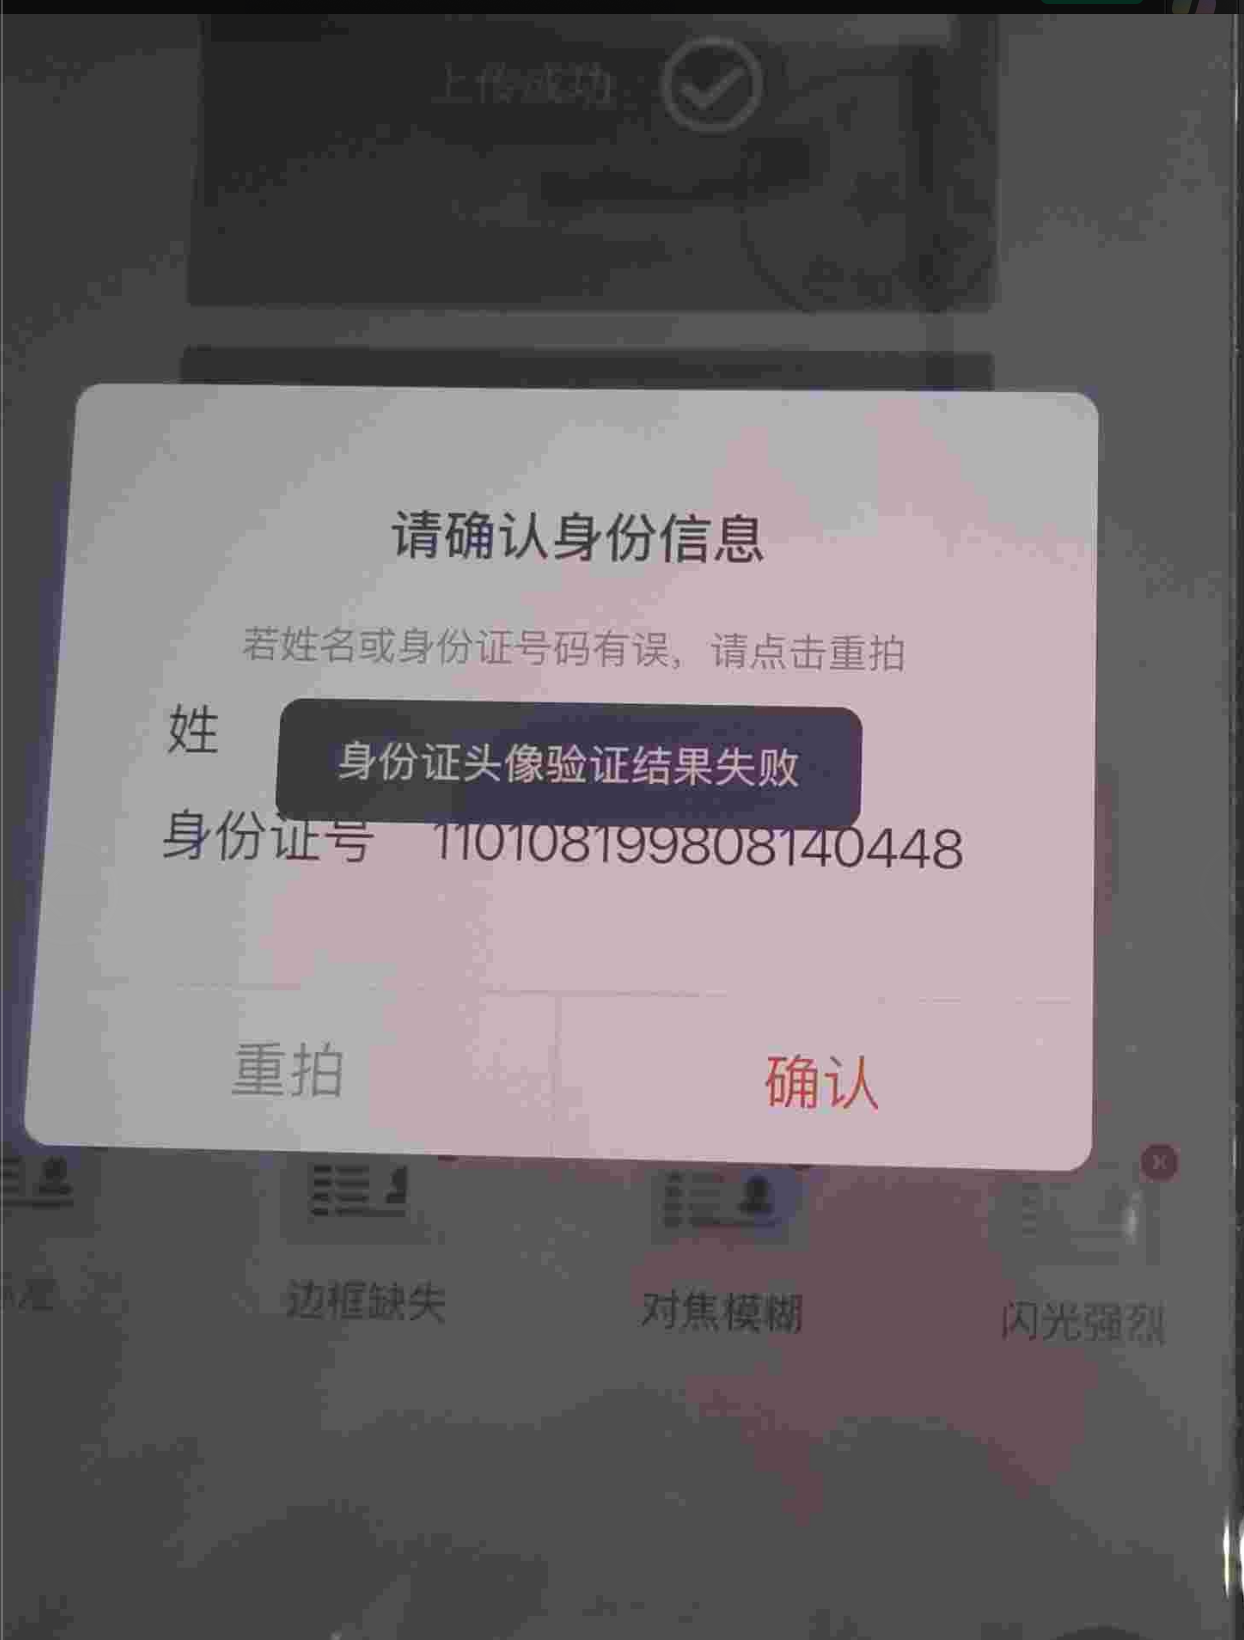 上传成功
请确认身份信息
若姓名或身份证号码有误，请点击重拍
姓
身份证头像验证结果失败
身份证号 110108199808140448
重拍 确认
边框缺失 对焦模糊 闪光强烈